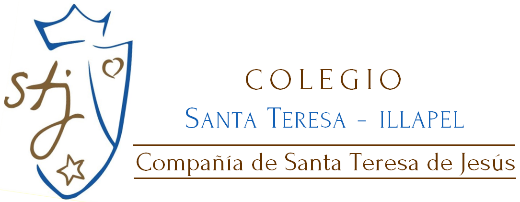 stj
COLEGIO
SANTA TERESA - ILLAPEL
Compañía de Santa Teresa de Jesús